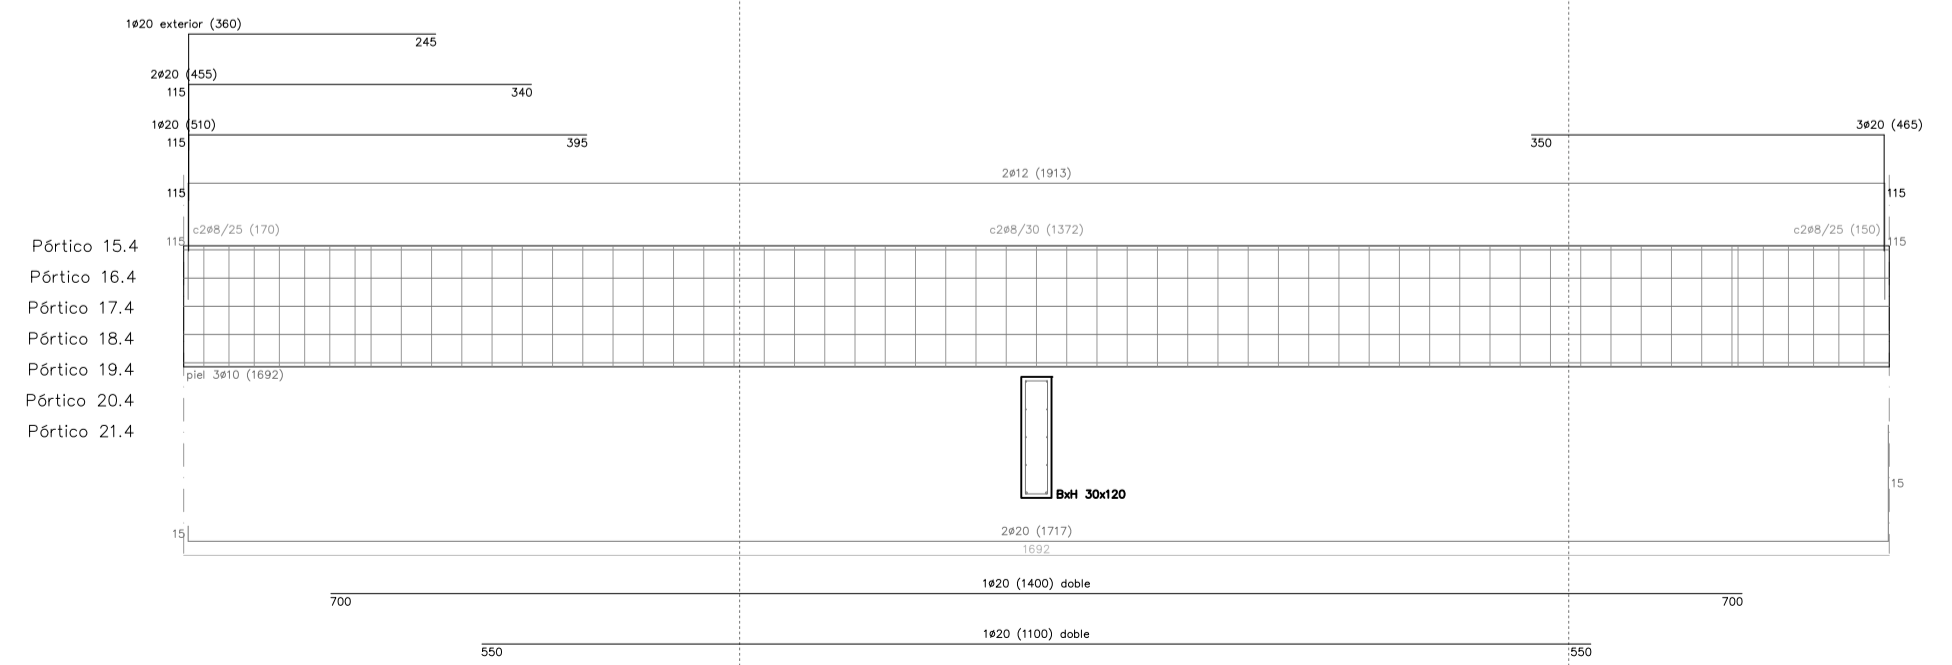 1ø20 exterior (360)
245
2ø20 (455)
115
340
1ø20 (510)
3ø20 (465)
115
395
350
2ø12 (1913)
115
115
c2ø8/25 (170)
c2ø8/30 (1372)
c2ø8/25 (150)
115
115
Pórtico 15.4
Pórtico 16.4
Pórtico 17.4
Pórtico 18.4
Pórtico 19.4
piel 3ø10 (1692)
Pórtico 20.4
Pórtico 21.4
15
BxH 30x120
15
2ø20 (1717)
1692
1ø20 (1400) doble
700
700
1ø20 (1100) doble
550
550